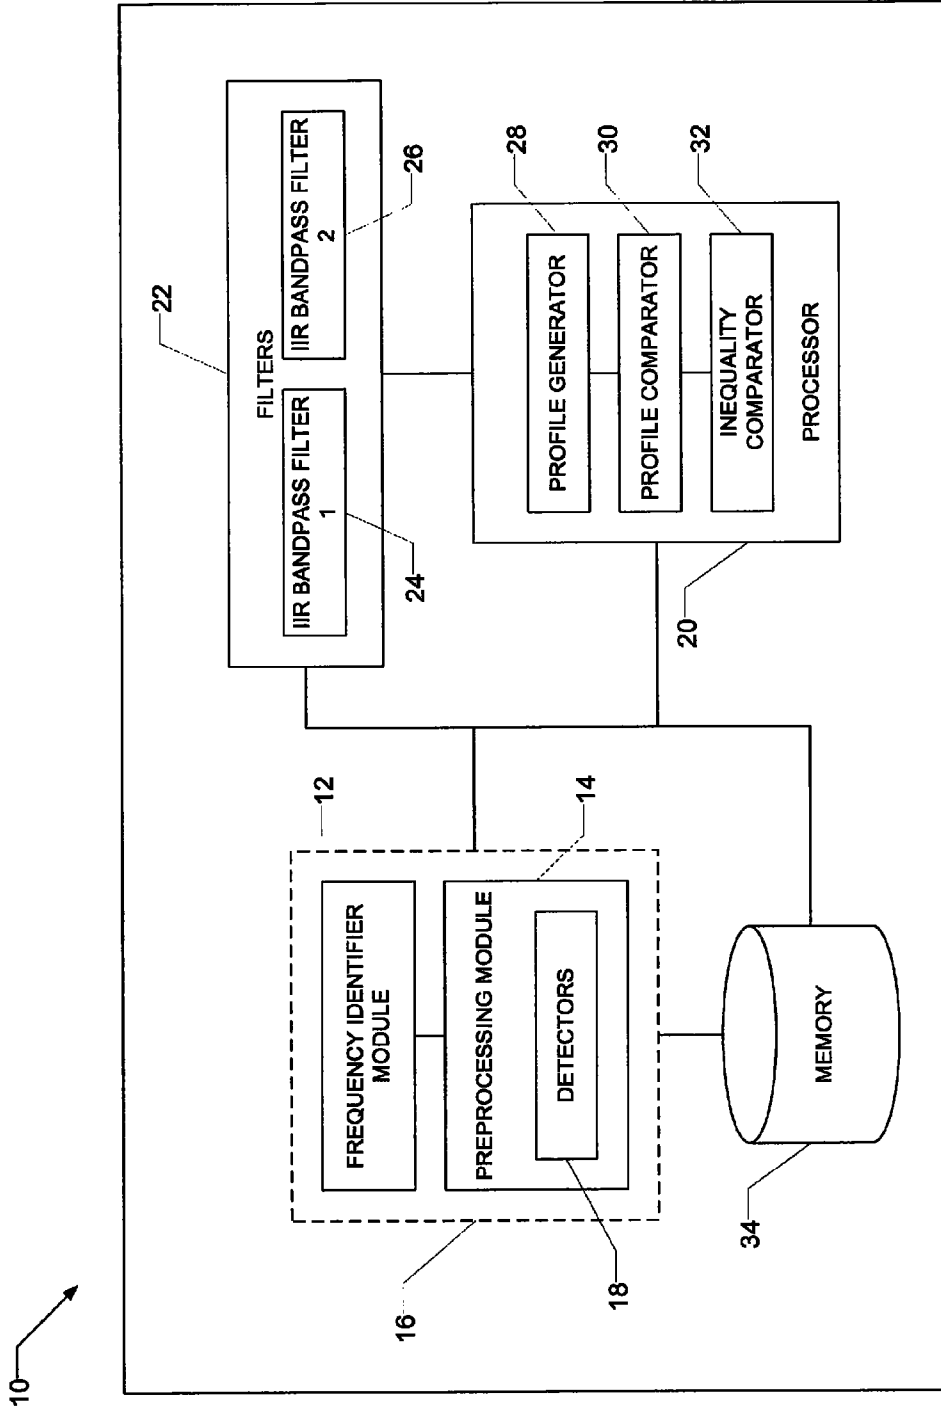 10
12
FREQUENCY IDENTIFIER
MODULE
14
PREPROCESSING MODULE
DETECTORS
16
18
MEMORY
34
22
FILTERS
IIR BANDPASS FILTER
1
IIR BANDPASS FILTER
2
24
26
28
PROFILE GENERATOR
30
PROFILE COMPARATOR
32
INEQUALITY
COMPARATOR
PROCESSOR
20